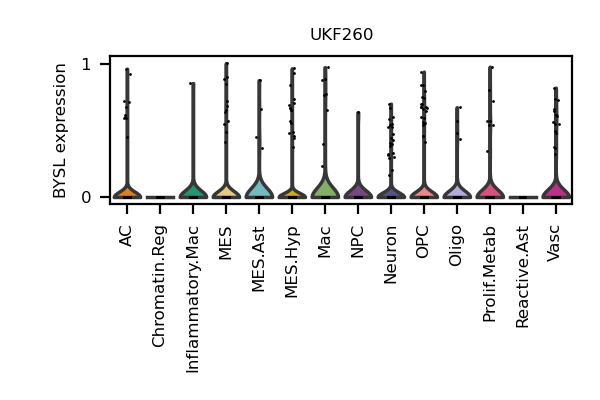 UKF260
BYSL expression
1
0
AC
Chromatin.Reg
Inflammatory.Mac
MES
MES.Ast
MES.Hyp
Mac
NPC
Neuron
OPC
Oligo
Prolif.Metab
Reactive.Ast
Vasc